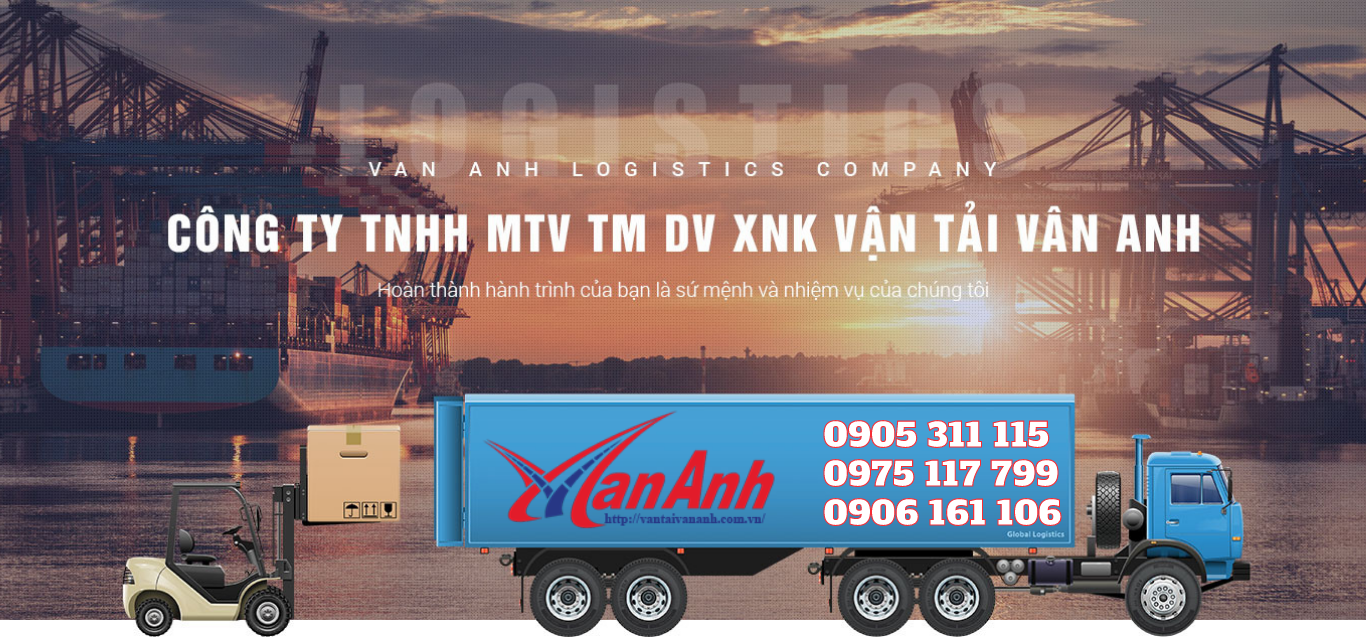 LOGISTICS
VAN ANH LOGISTICS COMPANY
CÔNG TY TNHH MTV TM DV XNK VẬN TẢI VÂN ANH
Hoàn thành hành trình của bạn là sứ mệnh và nhiệm vụ của chúng tôi
VanAnh
http://vantaivananh.com.vn/
0905 311 115
0975 117 799
0906 161 106
Global Logistics